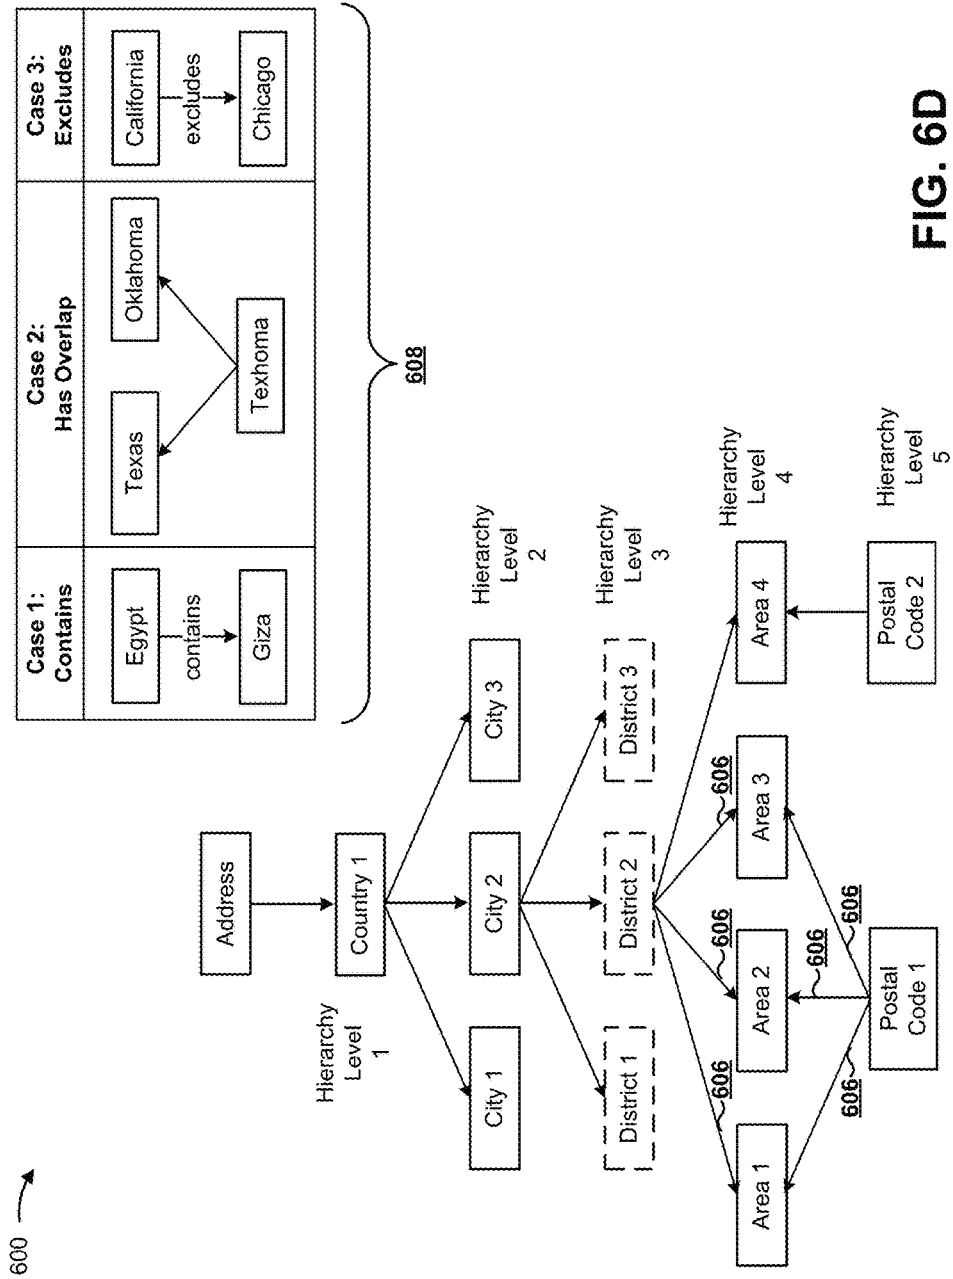 600
Address
Country 1
Hierarchy
Level
1
City 1
City 2
City 3
Hierarchy
Level
2
District 1
District 2
District 3
Hierarchy
Level
3
606
606
606
Area 1
Area 2
Area 3
Area 4
Hierarchy
Level
4
606
606
606
Postal
Code 1
Postal
Code 2
Hierarchy
Level
5
Case 1:
Contains
Case 2:
Has Overlap
Case 3:
Excludes
Egypt
contains
Giza
Texas
Oklahoma
Texhoma
California
excludes
Chicago
608
FIG. 6D